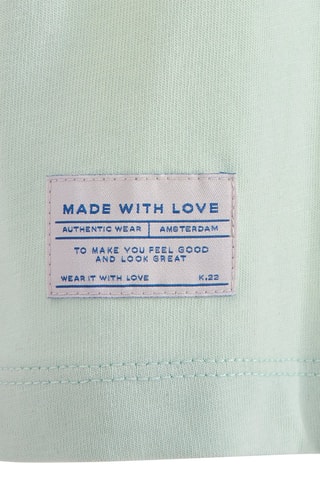 MADE WITH LOVE
AUTHENTIC WEAR AMSTERDAM
TO MAKE YOU FEEL GOOD
AND LOOK GREAT
WEAR IT WITH LOVE K.22